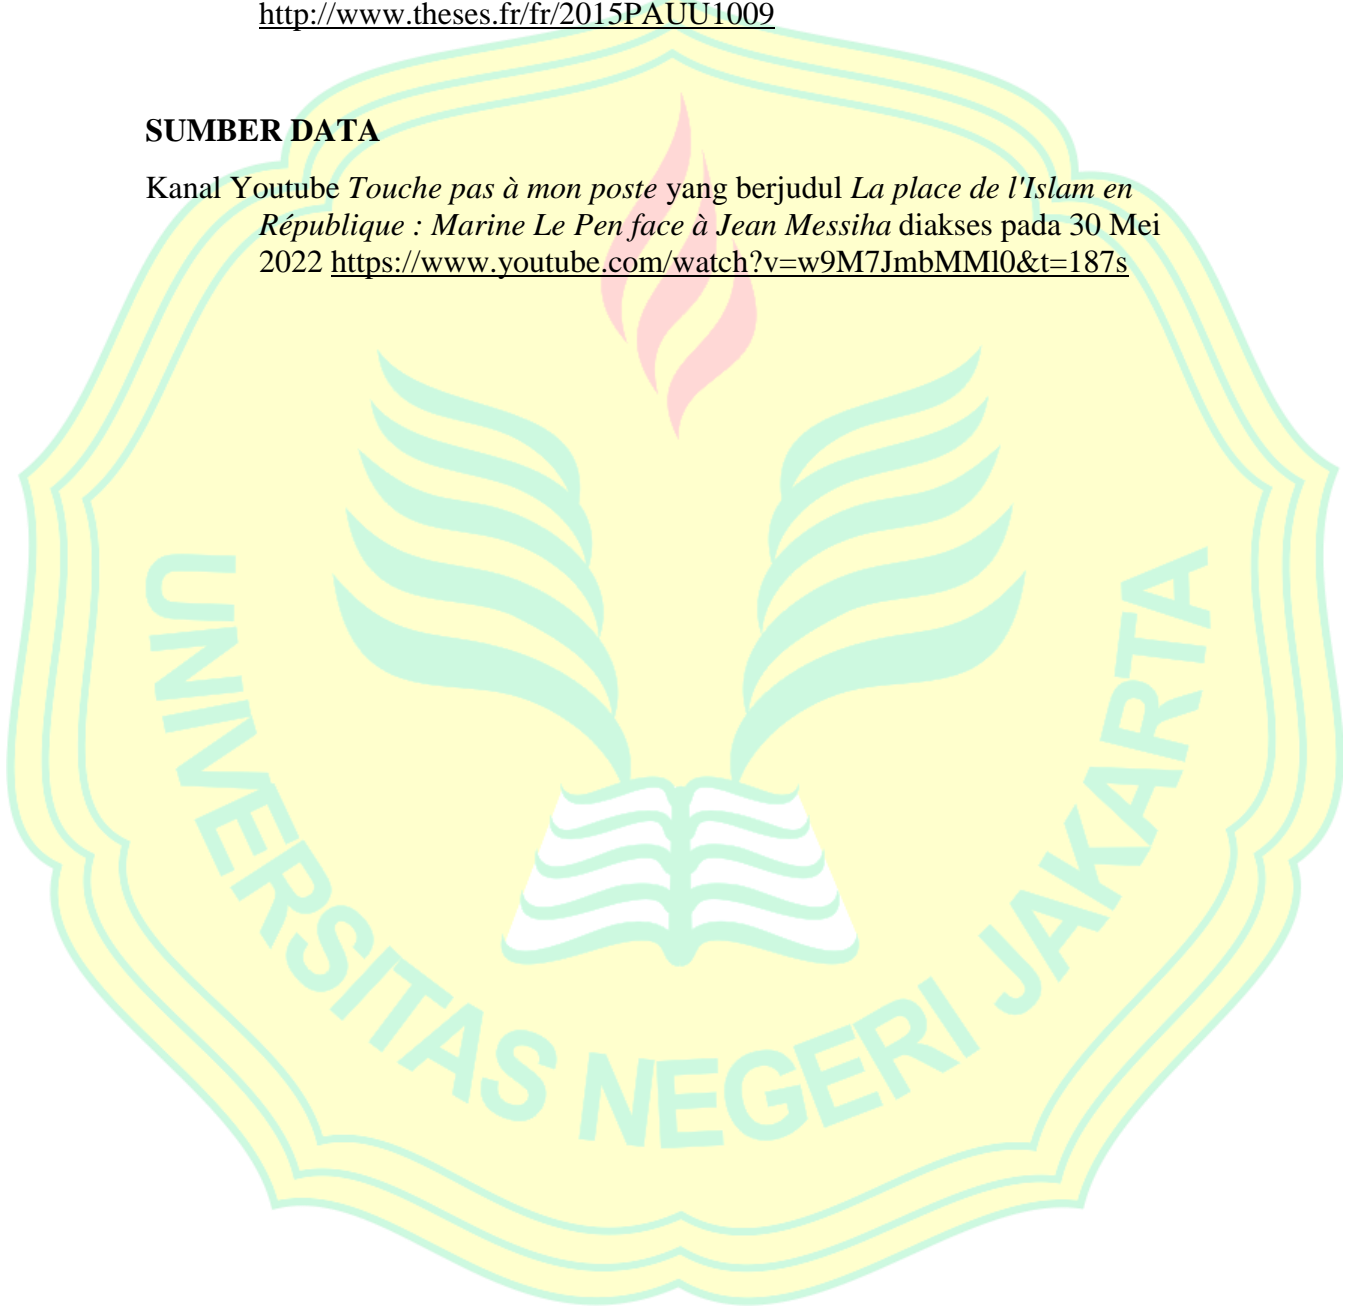 http://www.theses.fr/fr/2015PAUU1009
SUMBER DATA
Kanal Youtube Touche pas à mon poste yang berjudul La place de l'Islam en
République : Marine Le Pen face à Jean Messiha diakses pada 30 Mei
2022 https://www.youtube.com/watch?v=w9M7JmbMMl0&t=187s
UNIVERSITAS NEGERI JAKARTA